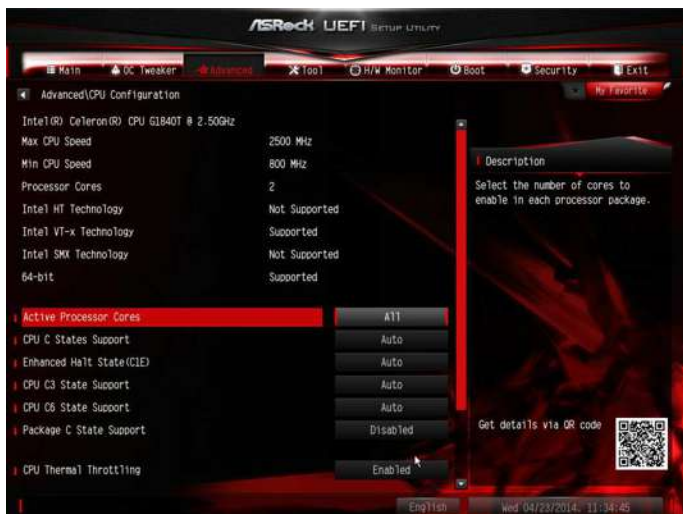 ASRock UEFI SETUP UTILITY
Main OC Tweaker Advanced Tool H/W Monitor Boot Security Exit
Advanced\CPU Configuration
My Favorite
Intel(R) Celeron(R) CPU G1840T @ 2.50GHz
Max CPU Speed 2500 MHz
Min CPU Speed 800 MHz
Processor Cores 2
Intel HT Technology Not Supported
Intel VT-x Technology Supported
Intel SMX Technology Not Supported
64-bit Supported
Active Processor Cores All
CPU C States Support Auto
Enhanced Halt State(C1E) Auto
CPU C3 State Support Auto
CPU C6 State Support Auto
Package C State Support Disabled
CPU Thermal Throttling Enabled
Description
Select the number of cores to
enable in each processor package.
Get details via QR code
English
Wed 04/23/2014, 11:34:45